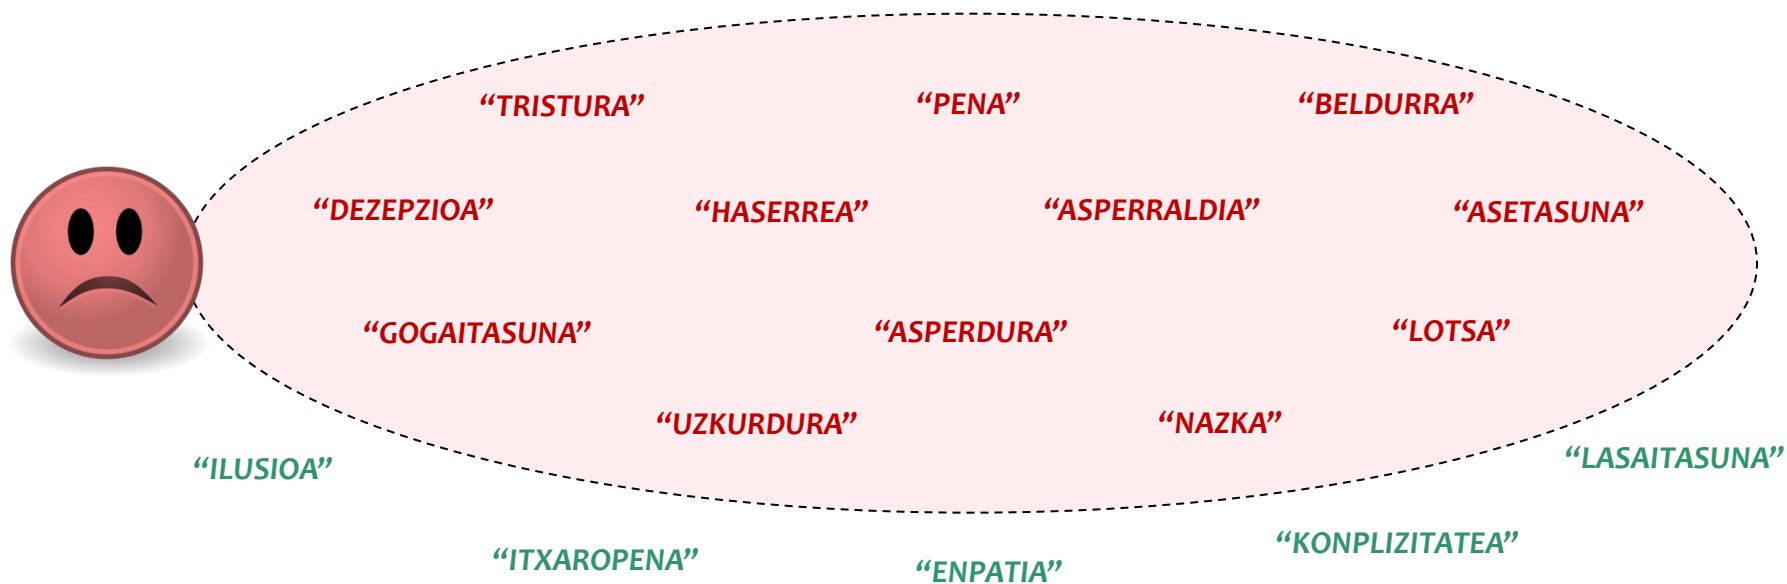 “TRISTURA” “PENA” “BELDURRA”
“DEZEPZIOA” “HASERREA” “ASPERRALDIA” “ASETASUNA”
“GOGAITASUNA” “ASPERDURA” “LOTSA”
“UZKURDURA” “NAZKA”
“ILUSIOA” “LASAITASUNA”
“ITXAROPENA” “ENPATIA” “KONPLIZITATEA”